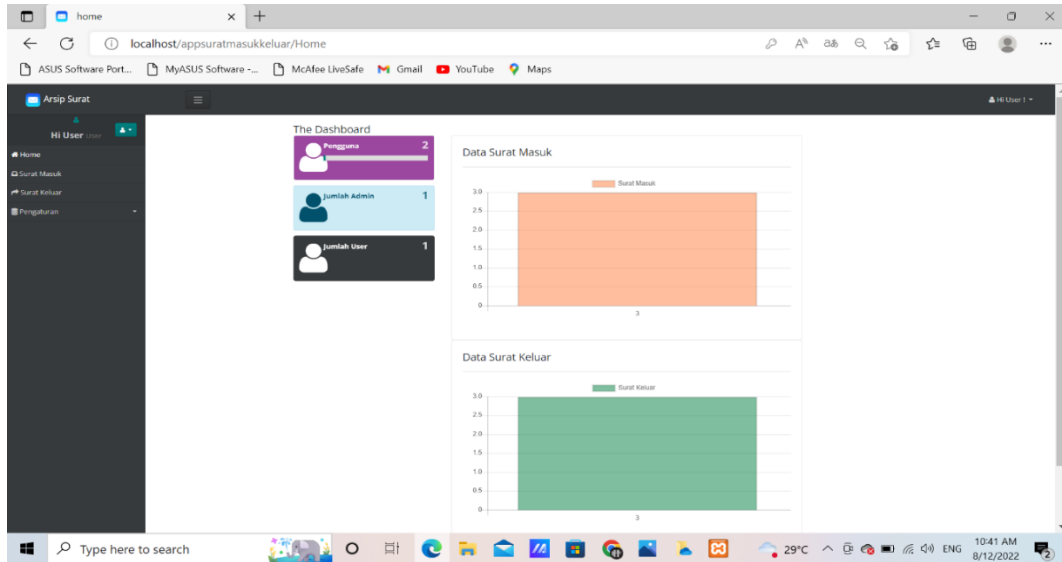 home
localhost/appsuratmasukkeluar/Home
ASUS Software Port... MyASUS Software -... McAfee LiveSafe Gmail YouTube Maps
Arsip Surat
Hi User !
Hi User User
Home
Surat Masuk
Surat Keluar
Pengaturan
The Dashboard
Pengguna 2
Jumlah Admin 1
Jumlah User 1
Data Surat Masuk
Surat Masuk
3.0
2.5
2.0
1.5
1.0
0.5
0
3
Data Surat Keluar
Surat Keluar
3.0
2.5
2.0
1.5
1.0
0.5
0
3
Type here to search
29°C
ENG
10:41 AM
8/12/2022
2